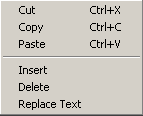 Cut Ctrl+X
Copy Ctrl+C
Paste Ctrl+V
Insert
Delete
Replace Text